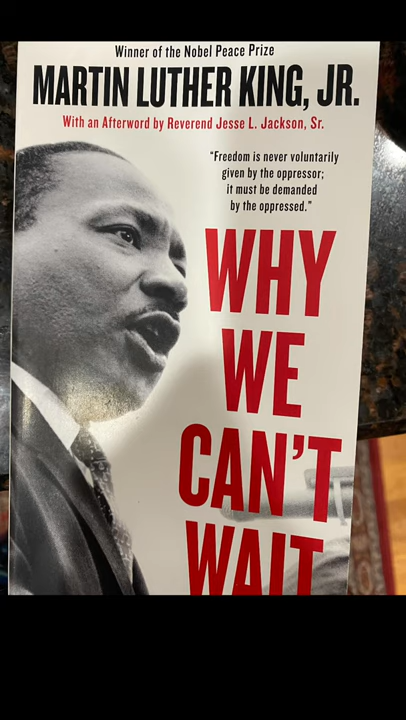 Winner of the Nobel Peace Prize
MARTIN LUTHER KING, JR.
With an Afterword by Reverend Jesse L. Jackson, Sr.
"Freedom is never voluntarily
given by the oppressor;
it must be demanded
by the oppressed."
WHY
WE
CAN'T
WAIT